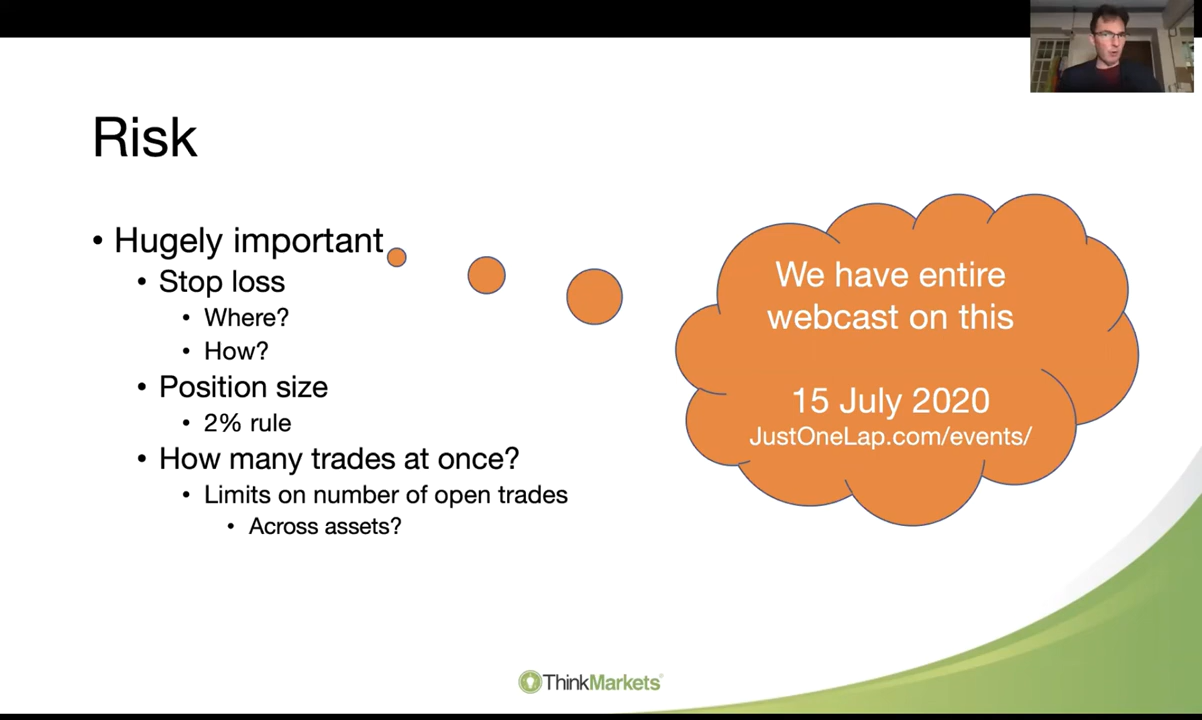 Risk
• Hugely important
• Stop loss
• Where?
• How?
• Position size
• 2% rule
• How many trades at once?
• Limits on number of open trades
• Across assets?
We have entire
webcast on this
15 July 2020
JustOneLap.com/events/
ThinkMarkets